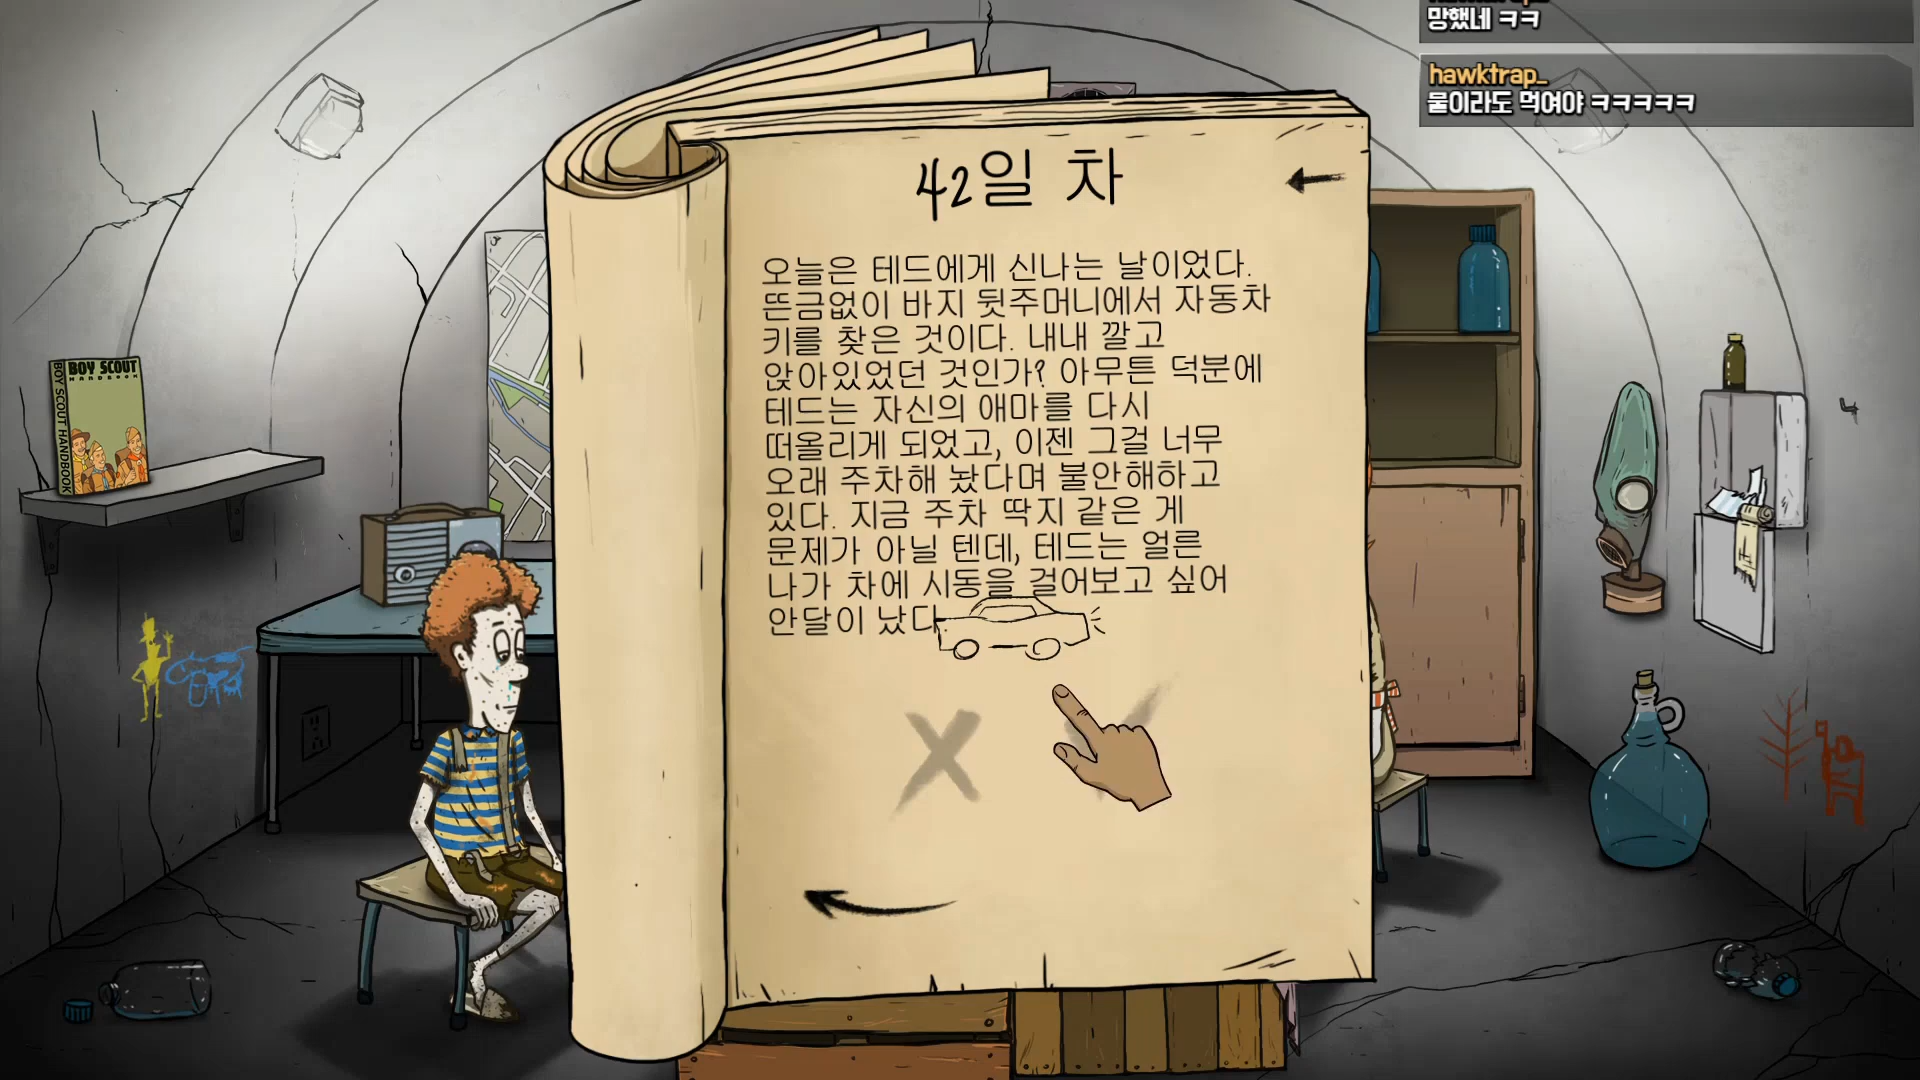 망했네 ㅋㅋ
hawktrap_
물이라도 먹여야 ㅋㅋㅋㅋㅋ
42일 차
오늘은 테드에게 신나는 날이었다.
뜬금없이 바지 뒷주머니에서 자동차
키를 찾은 것이다. 내내 깔고
앉아있었던 것인가? 아무튼 덕분에
테드는 자신의 애마를 다시
떠올리게 되었고, 이젠 그걸 너무
오래 주차해 놨다며 불안해하고
있다. 지금 주차 딱지 같은 게
문제가 아닐 텐데, 테드는 얼른
나가 차에 시동을 걸어보고 싶어
안달이 났다.
BOY SCOUT
HANDBOOK
BOY SCOUT HANDBOOK